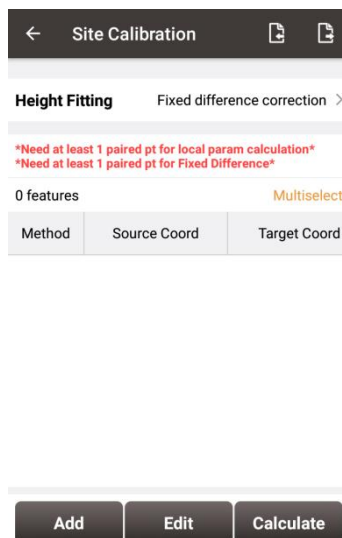 Site Calibration
Height Fitting Fixed difference correction
*Need at least 1 paired pt for local param calculation*
*Need at least 1 paired pt for Fixed Difference*
0 features Multiselect
Method Source Coord Target Coord
Add Edit Calculate